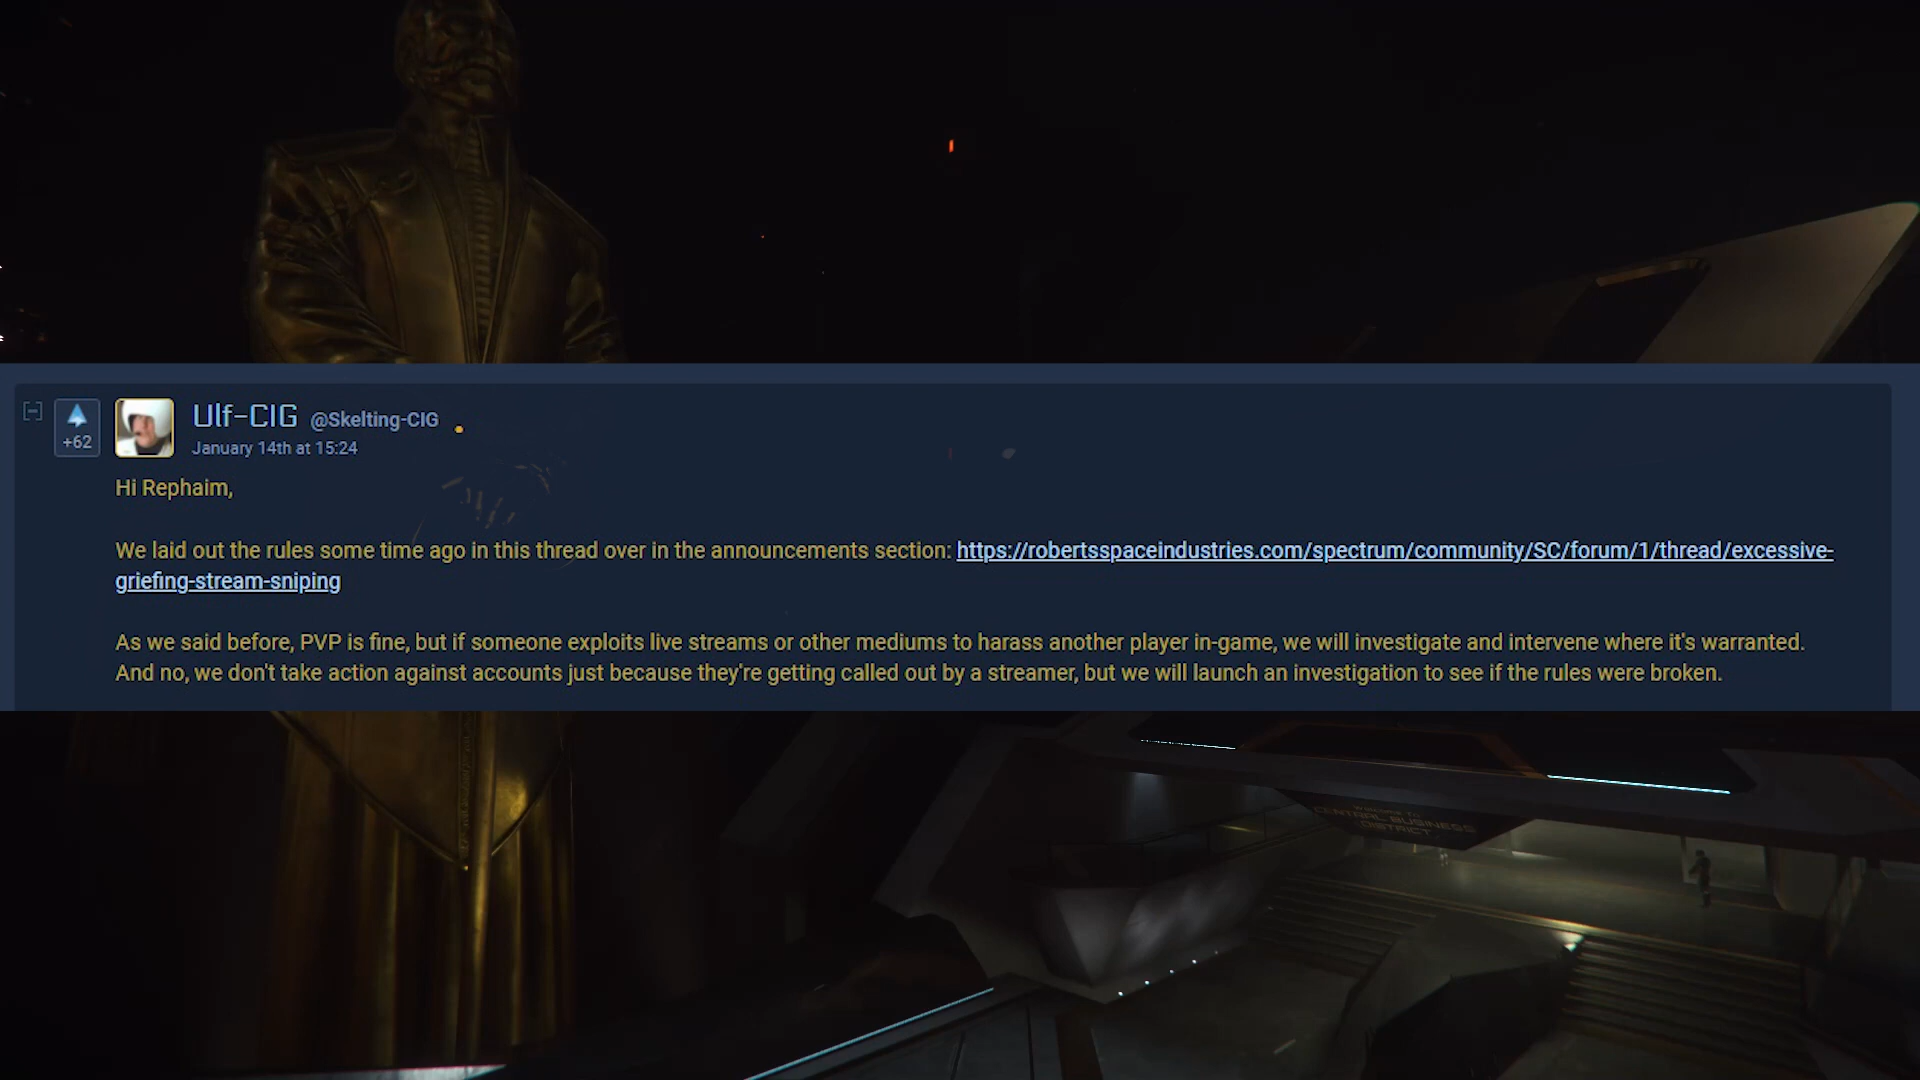 [-]
+62
Ulf-CIG @Skelting-CIG
January 14th at 15:24
Hi Rephaim,
We laid out the rules some time ago in this thread over in the announcements section: https://robertsspaceindustries.com/spectrum/community/SC/forum/1/thread/excessive-
griefing-stream-sniping
As we said before, PVP is fine, but if someone exploits live streams or other mediums to harass another player in-game, we will investigate and intervene where it's warranted.
And no, we don't take action against accounts just because they're getting called out by a streamer, but we will launch an investigation to see if the rules were broken.
WELCOME TO
CENTRAL BUSINESS
DISTRICT